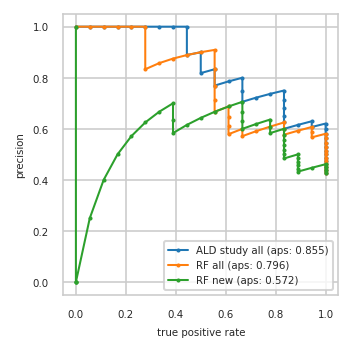 1.0
0.8
0.6
0.4
0.2
0.0
precision
ALD study all (aps: 0.855)
RF all (aps: 0.796)
RF new (aps: 0.572)
0.0 0.2 0.4 0.6 0.8 1.0
true positive rate